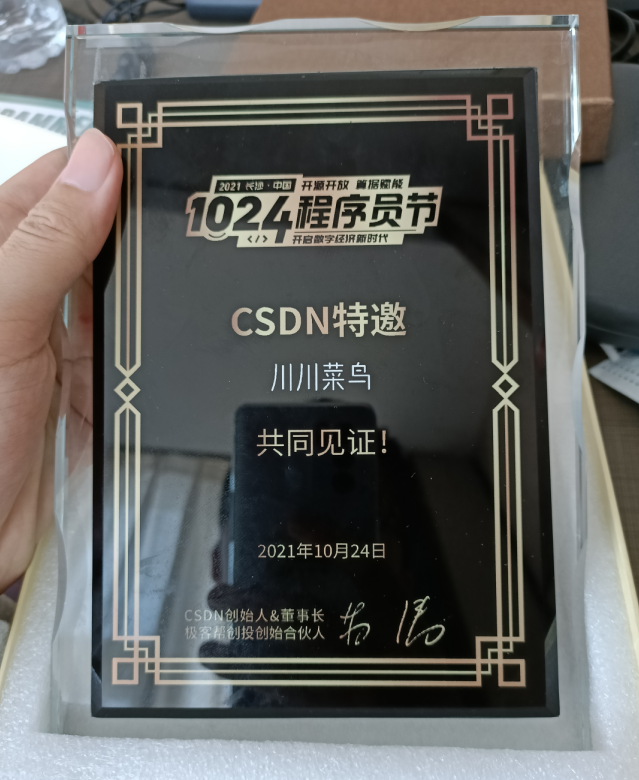 2021 长沙·中国 开源开放 算据赋能
1024程序员节
</> 开启数字经济新时代
CSDN特邀
川川菜鸟
共同见证!
2021年10月24日
CSDN创始人&董事长
极客帮创投创始合伙人